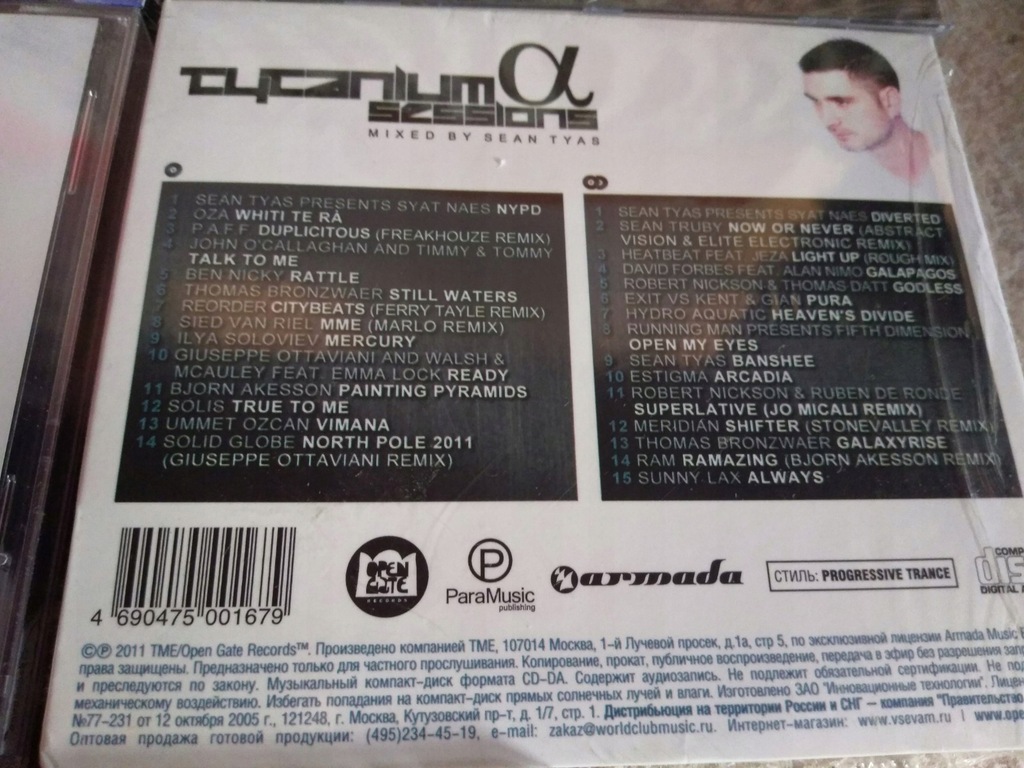 TYTANIUM α
SESSIONS
MIXED BY SEAN TYAS
1 SEAN TYAS PRESENTS SYAT NAES NYPD
2 OZA WHITI TE RÀ
3 P.A.F.F. DUPLICITOUS (FREAKHOUZE REMIX)
4 JOHN O'CALLAGHAN AND TIMMY & TOMMY
TALK TO ME
5 BEN NICKY RATTLE
6 THOMAS BRONZWAER STILL WATERS
7 REORDER CITYBEATS (FERRY TAYLE REMIX)
8 SIED VAN RIEL MME (MARLO REMIX)
9 ILYA SOLOVIEV MERCURY
10 GIUSEPPE OTTAVIANI AND WALSH &
MCAULEY FEAT. EMMA LOCK READY
11 BJORN AKESSON PAINTING PYRAMIDS
12 SOLIS TRUE TO ME
13 UMMET OZCAN VIMANA
14 SOLID GLOBE NORTH POLE 2011
(GIUSEPPE OTTAVIANI REMIX)
1 SEAN TYAS PRESENTS SYAT NAES DIVERTED
2 SEAN TRUBY NOW OR NEVER (ABSTRACT
VISION & ELITE ELECTRONIC REMIX)
3 HEATBEAT FEAT. JEZA LIGHT UP (ROUGH MIX)
4 DAVID FORBES FEAT. ALAN NIMO GALAPAGOS
5 ROBERT NICKSON & THOMAS DATT GODLESS
6 EXIT VS KENT & GIAN PURA
7 HYDRO AQUATIC HEAVEN'S DIVIDE
8 RUNNING MAN PRESENTS FIFTH DIMENSION
OPEN MY EYES
9 SEAN TYAS BANSHEE
10 ESTIGMA ARCADIA
11 ROBERT NICKSON & RUBEN DE RONDE
SUPERLATIVE (JO MICALI REMIX)
12 MERIDIAN SHIFTER (STONEVALLEY REMIX)
13 THOMAS BRONZWAER GALAXYRISE
14 RAM RAMAZING (BJORN AKESSON REMIX)
15 SUNNY LAX ALWAYS
4 690475 001679
OPEN
GATE
RECORDS
P
ParaMusic
publishing
armada
СТИЛЬ: PROGRESSIVE TRANCE
COMP
dis
DIGITAL A
©℗ 2011 TME/Open Gate Records™. Произведено компанией TME, 107014 Москва, 1-й Лучевой просек, д.1а, стр 5, по эксклюзивной лицензии Armada Music
права защищены. Предназначено только для частного прослушивания. Копирование, прокат, публичное воспроизведение, передача в эфир без разрешения
и преследуются по закону. Музыкальный компакт-диск формата CD-DA. Содержит аудиозапись. Не подлежит обязательной сертификации. Не
механическому воздействию. Избегать попадания на компакт-диск прямых солнечных лучей и влаги. Изготовлено ЗАО "Инновационные технологии".
№77-231 от 12 октября 2005 г., 121248, г. Москва, Кутузовский пр-т, д. 1/7, стр. 1. Дистрибьюция на территории России и СНГ – компания "Правительство
Оптовая продажа готовой продукции: (495)234-45-19, e-mail: zakaz@worldclubmusic.ru. Интернет-магазин: www.vsevam.ru | www.ope